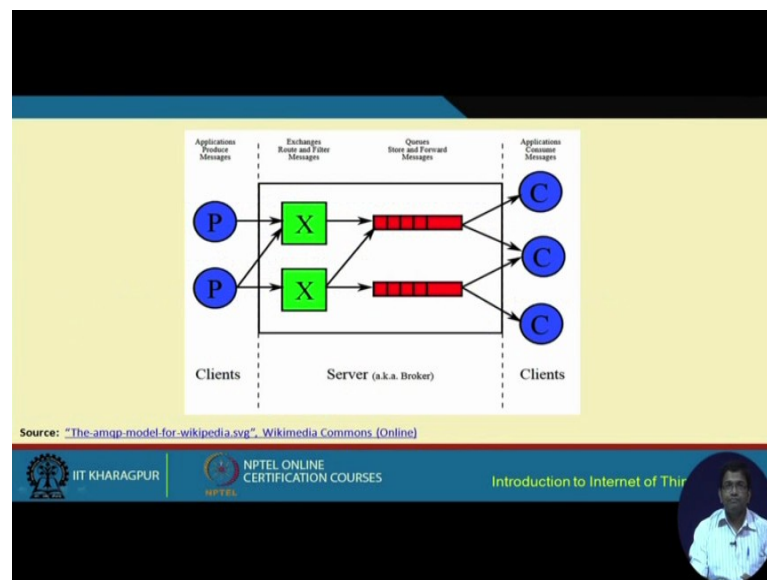 Applications
Produce
Messages
Exchanges
Route and Filter
Messages
Queues
Store and Forward
Messages
Applications
Consume
Messages
P
X
C
P
X
C
C
Clients
Server (a.k.a. Broker)
Clients
Source: "The-amqp-model-for-wikipedia.svg", Wikimedia Commons (Online)
IIT KHARAGPUR
NPTEL
NPTEL ONLINE
CERTIFICATION COURSES
Introduction to Internet of Thin